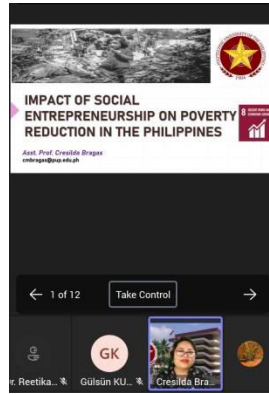 IMPACT OF SOCIAL
ENTREPRENEURSHIP ON POVERTY
REDUCTION IN THE PHILIPPINES
8
Asst. Prof. Cresilda Bragas
cmbragas@pup.edu.ph
← 1 of 12
Take Control
→
GK
r. Reetika...
Gülsün KU...
Cresilda Bra...